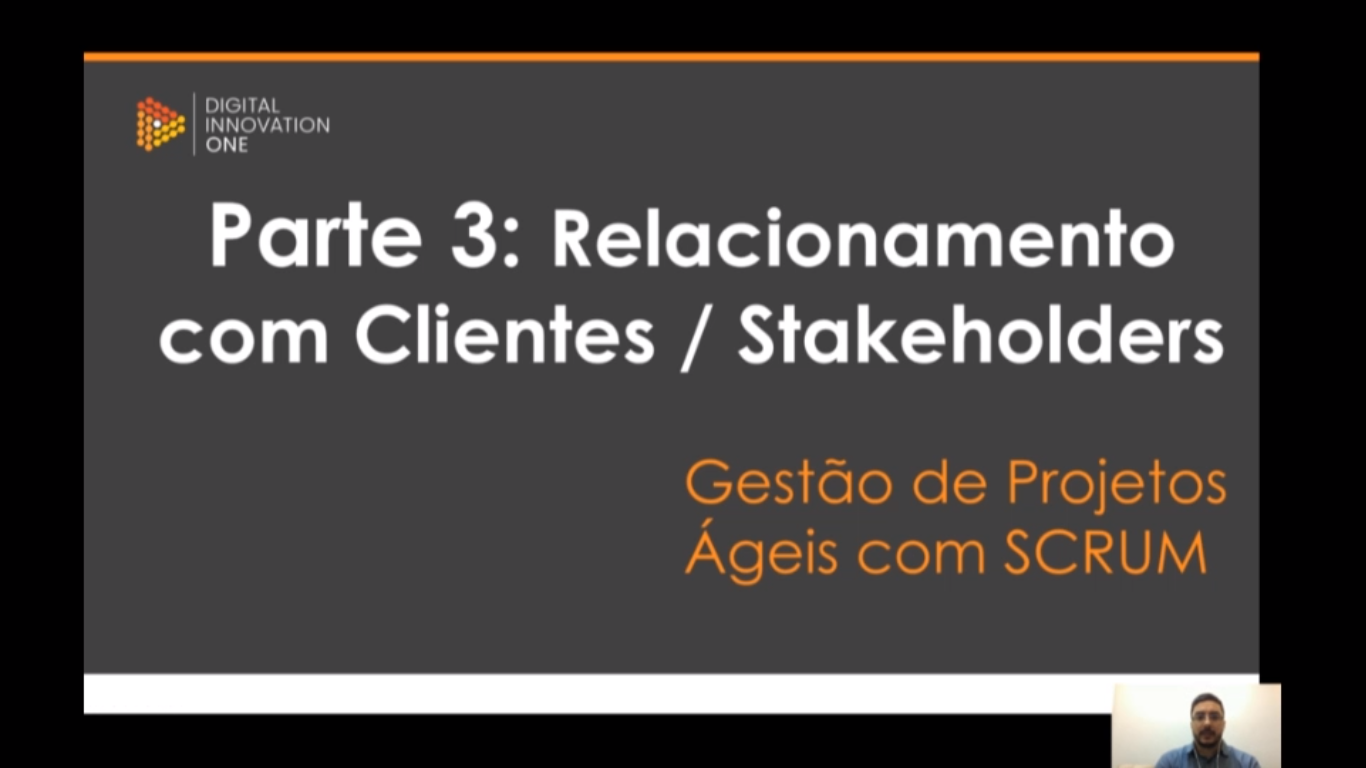 DIGITAL
INNOVATION
ONE
Parte 3: Relacionamento
com Clientes / Stakeholders
Gestão de Projetos
Ágeis com SCRUM